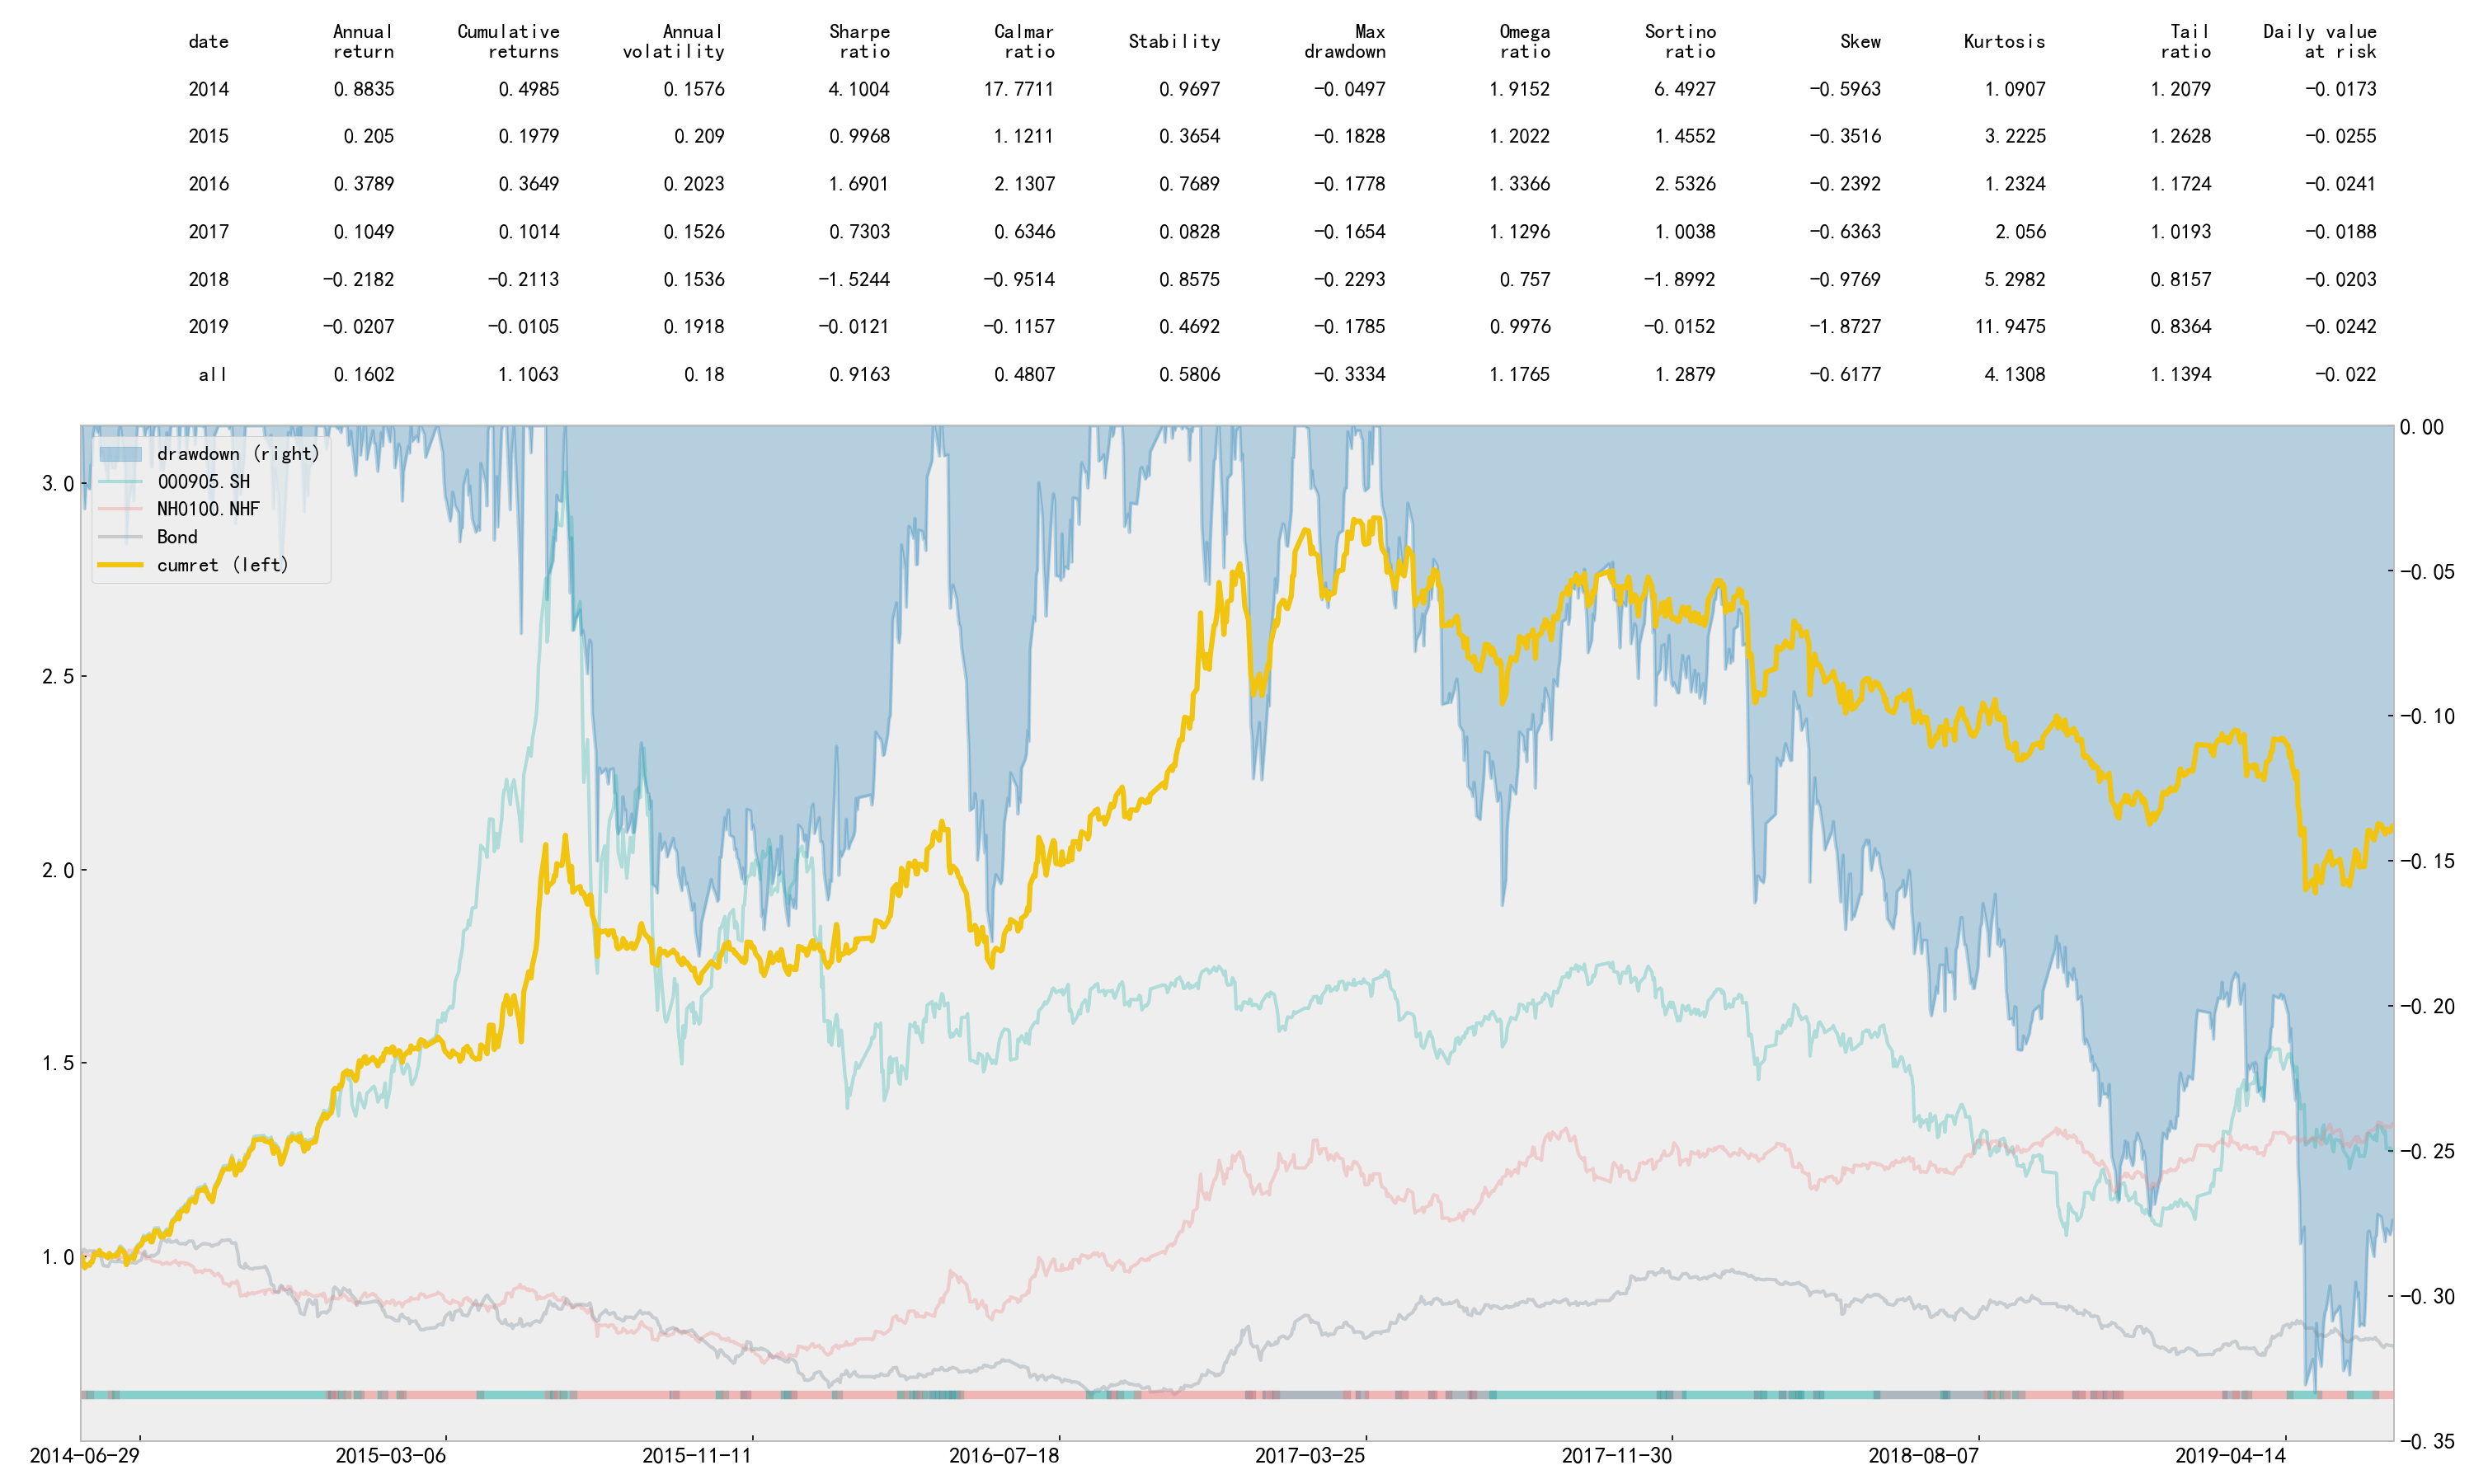 date Annual return Cumulative returns Annual volatility Sharpe ratio Calmar ratio Stability Max drawdown Omega ratio Sortino ratio Skew Kurtosis Tail ratio Daily value at risk
2014 0.8835 0.4985 0.1576 4.1004 17.7711 0.9697 -0.0497 1.9152 6.4927 -0.5963 1.0907 1.2079 -0.0173
2015 0.205 0.1979 0.209 0.9968 1.1211 0.3654 -0.1828 1.2022 1.4552 -0.3516 3.2225 1.2628 -0.0255
2016 0.3789 0.3649 0.2023 1.6901 2.1307 0.7689 -0.1778 1.3366 2.5326 -0.2392 1.2324 1.1724 -0.0241
2017 0.1049 0.1014 0.1526 0.7303 0.6346 0.0828 -0.1654 1.1296 1.0038 -0.6363 2.056 1.0193 -0.0188
2018 -0.2182 -0.2113 0.1536 -1.5244 -0.9514 0.8575 -0.2293 0.757 -1.8992 -0.9769 5.2982 0.8157 -0.0203
2019 -0.0207 -0.0105 0.1918 -0.0121 -0.1157 0.4692 -0.1785 0.9976 -0.0152 -1.8727 11.9475 0.8364 -0.0242
all 0.1602 1.1063 0.18 0.9163 0.4807 0.5806 -0.3334 1.1765 1.2879 -0.6177 4.1308 1.1394 -0.022
drawdown (right)
000905.SH
NH0100.NHF
Bond
cumret (left)
3.0
2.5
2.0
1.5
1.0
0.00
-0.05
-0.10
-0.15
-0.20
-0.25
-0.30
-0.35
2014-06-29 2015-03-06 2015-11-11 2016-07-18 2017-03-25 2017-11-30 2018-08-07 2019-04-14